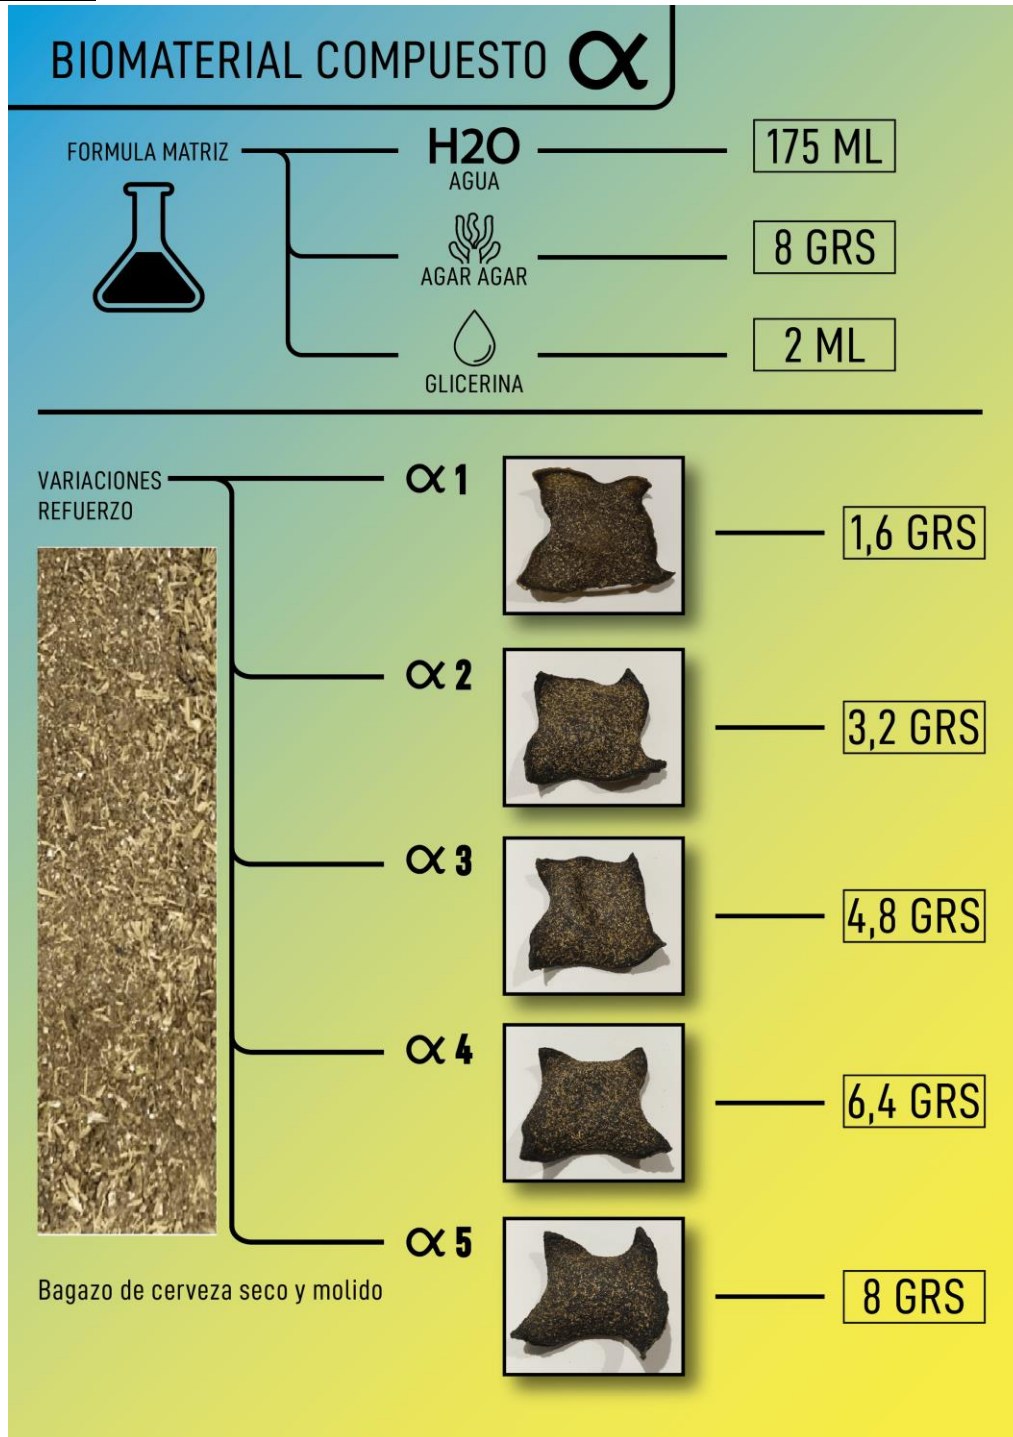 BIOMATERIAL COMPUESTO α
FORMULA MATRIZ
H2O
AGUA
175 ML
AGAR AGAR
8 GRS
GLICERINA
2 ML
VARIACIONES
REFUERZO
α 1
1,6 GRS
α 2
3,2 GRS
α 3
4,8 GRS
α 4
6,4 GRS
α 5
8 GRS
Bagazo de cerveza seco y molido